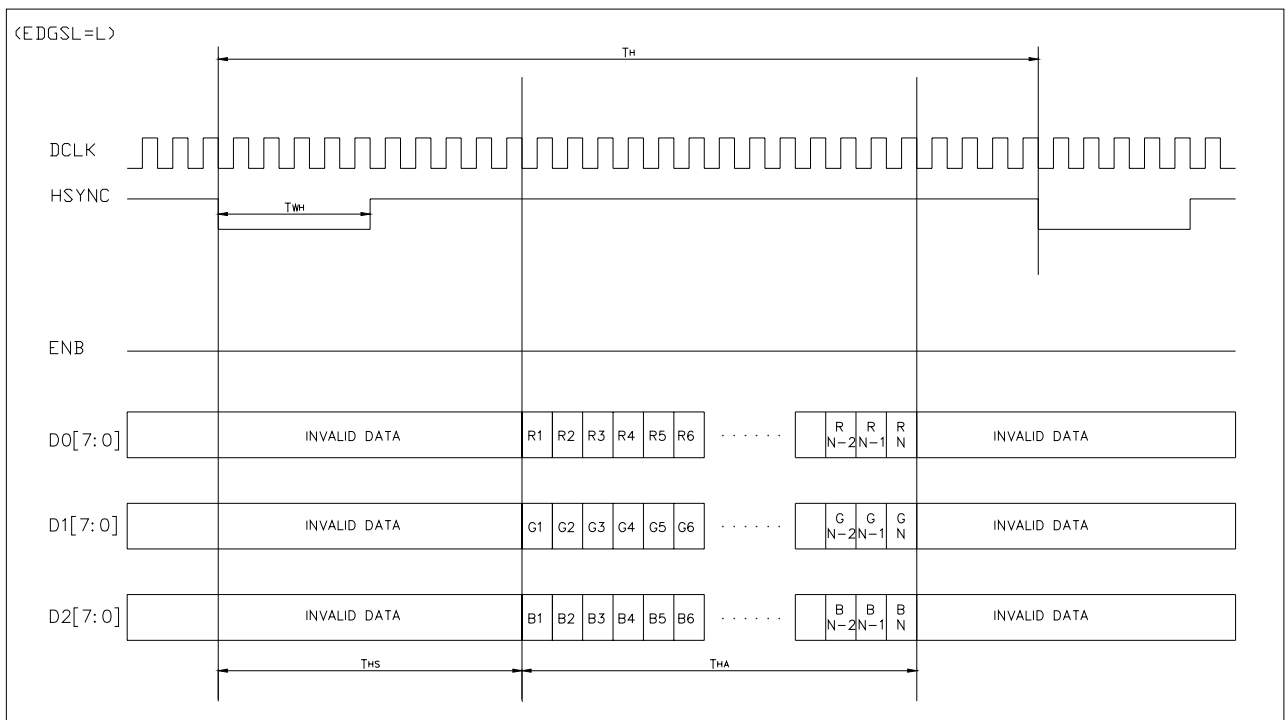 (EDGSL=L)
TH
DCLK
HSYNC
TWH
ENB
D0[7:0] INVALID DATA R1 R2 R3 R4 R5 R6 · · · · · · R N-2 R N-1 R N INVALID DATA
D1[7:0] INVALID DATA G1 G2 G3 G4 G5 G6 · · · · · · G N-2 G N-1 G N INVALID DATA
D2[7:0] INVALID DATA B1 B2 B3 B4 B5 B6 · · · · · · B N-2 B N-1 B N INVALID DATA
THS THA